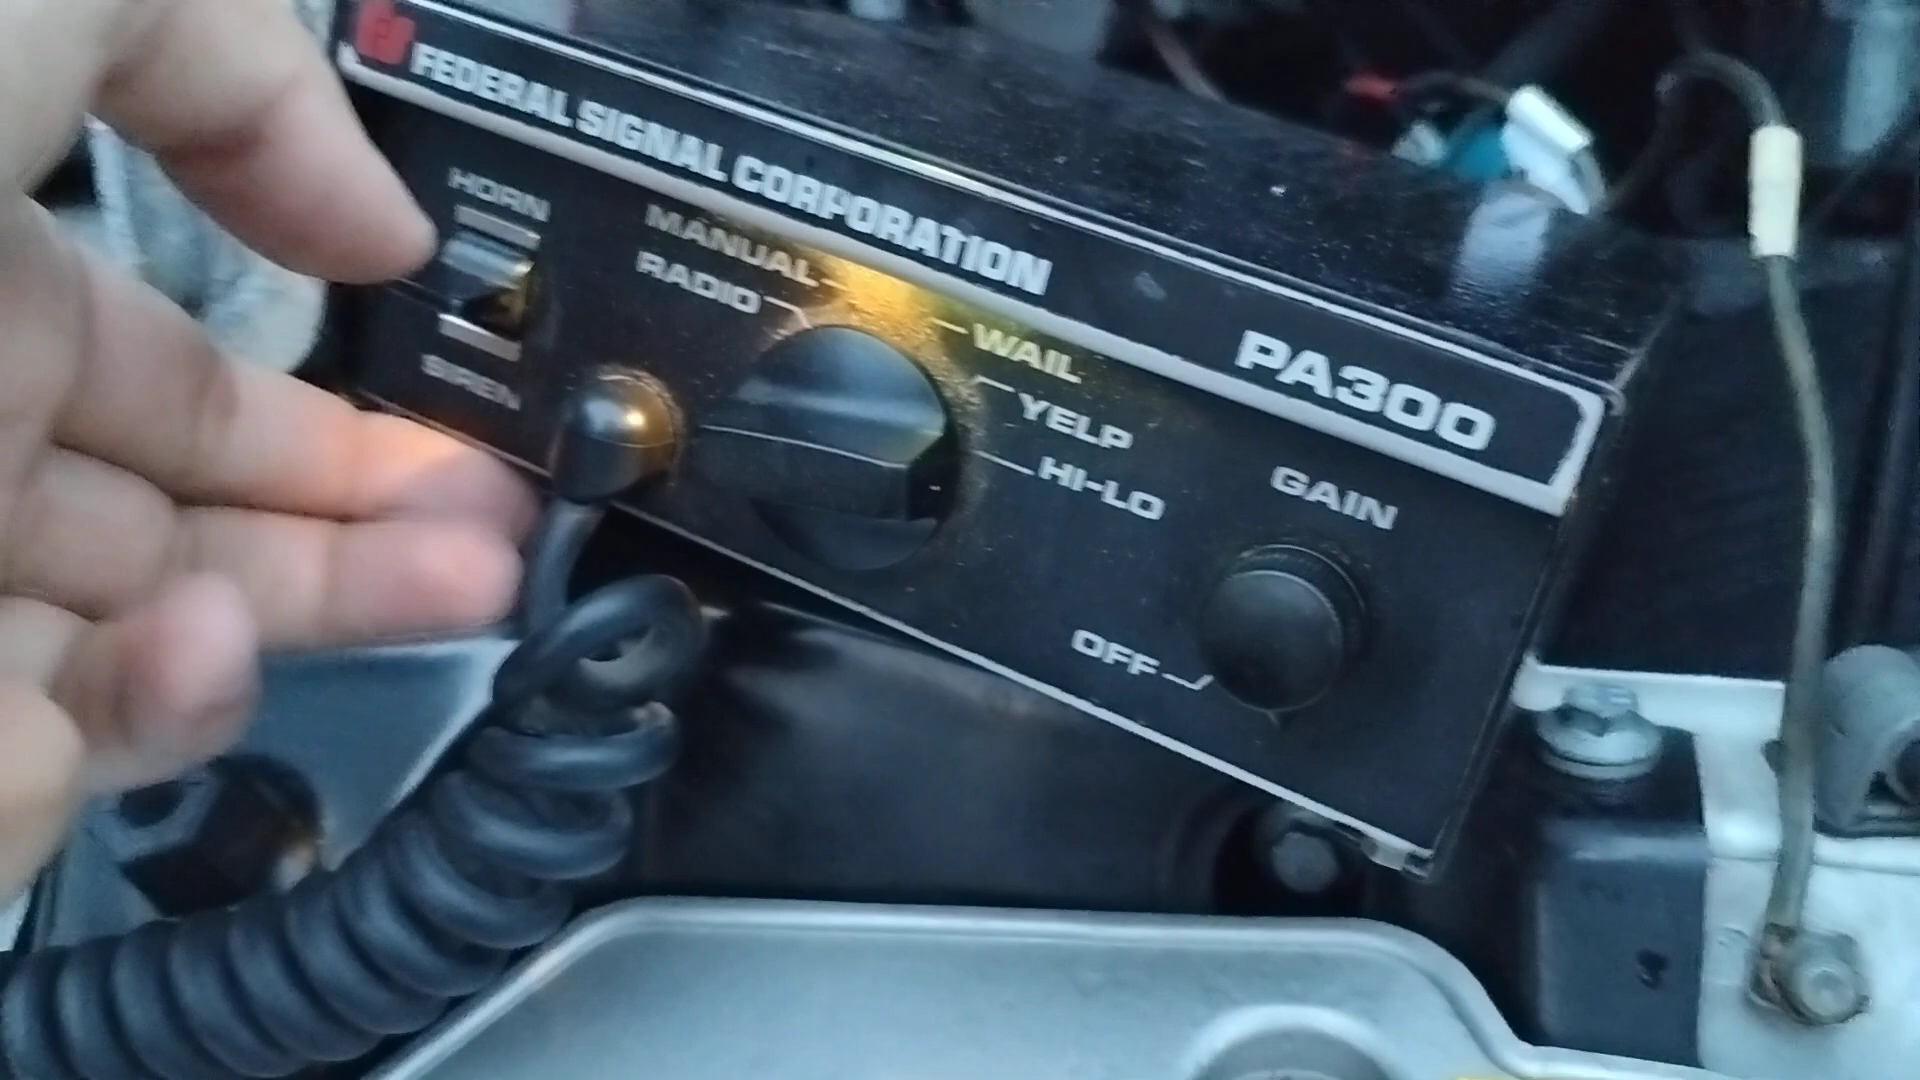 FEDERAL SIGNAL CORPORATION
PA300
HORN
SIREN
MANUAL
RADIO
WAIL
YELP
HI-LO
GAIN
OFF